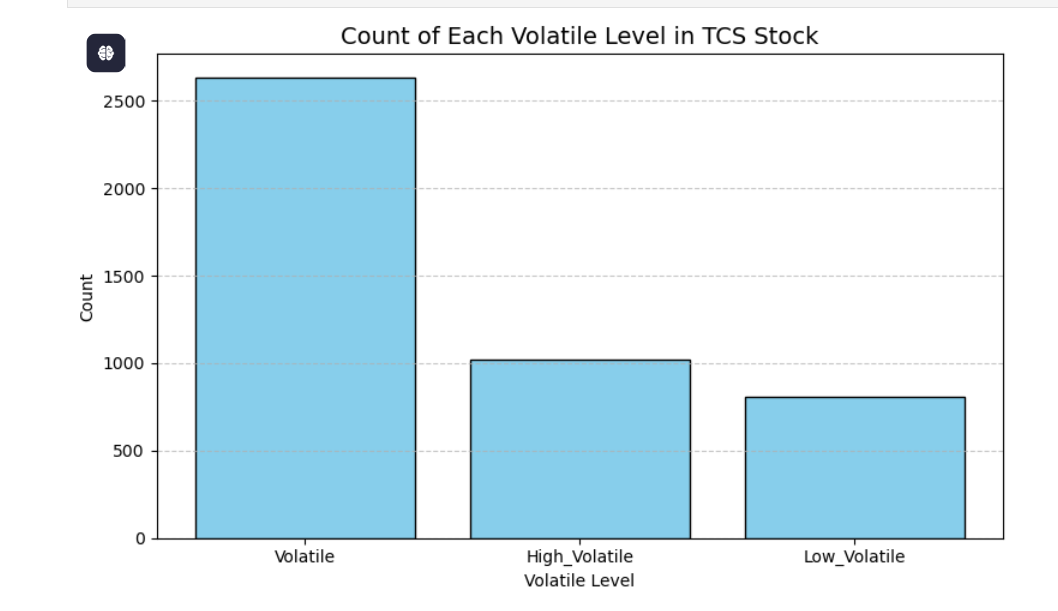 Count of Each Volatile Level in TCS Stock
2500
2000
1500
1000
500
0
Count
Volatile
High_Volatile
Low_Volatile
Volatile Level